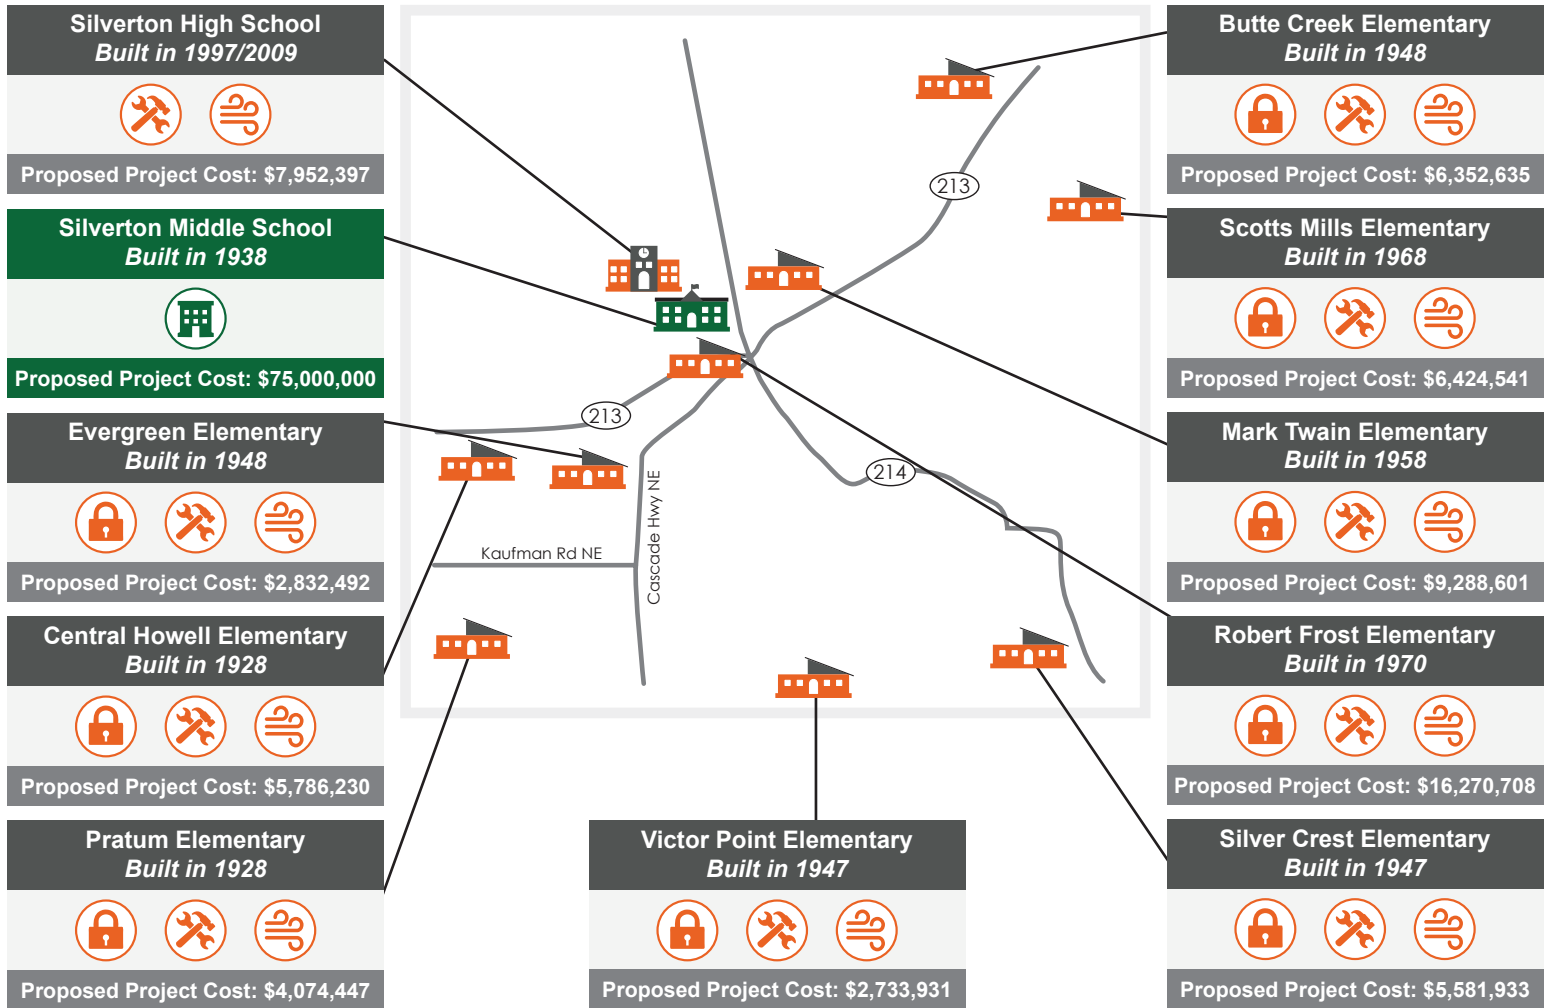 Silverton High School
Built in 1997/2009
Proposed Project Cost: $7,952,397
Silverton Middle School
Built in 1938
Proposed Project Cost: $75,000,000
Evergreen Elementary
Built in 1948
Proposed Project Cost: $2,832,492
Central Howell Elementary
Built in 1928
Proposed Project Cost: $5,786,230
Pratum Elementary
Built in 1928
Proposed Project Cost: $4,074,447
213
213
214
Kaufman Rd NE
Cascade Hwy NE
Victor Point Elementary
Built in 1947
Proposed Project Cost: $2,733,931
Butte Creek Elementary
Built in 1948
Proposed Project Cost: $6,352,635
Scotts Mills Elementary
Built in 1968
Proposed Project Cost: $6,424,541
Mark Twain Elementary
Built in 1958
Proposed Project Cost: $9,288,601
Robert Frost Elementary
Built in 1970
Proposed Project Cost: $16,270,708
Silver Crest Elementary
Built in 1947
Proposed Project Cost: $5,581,933